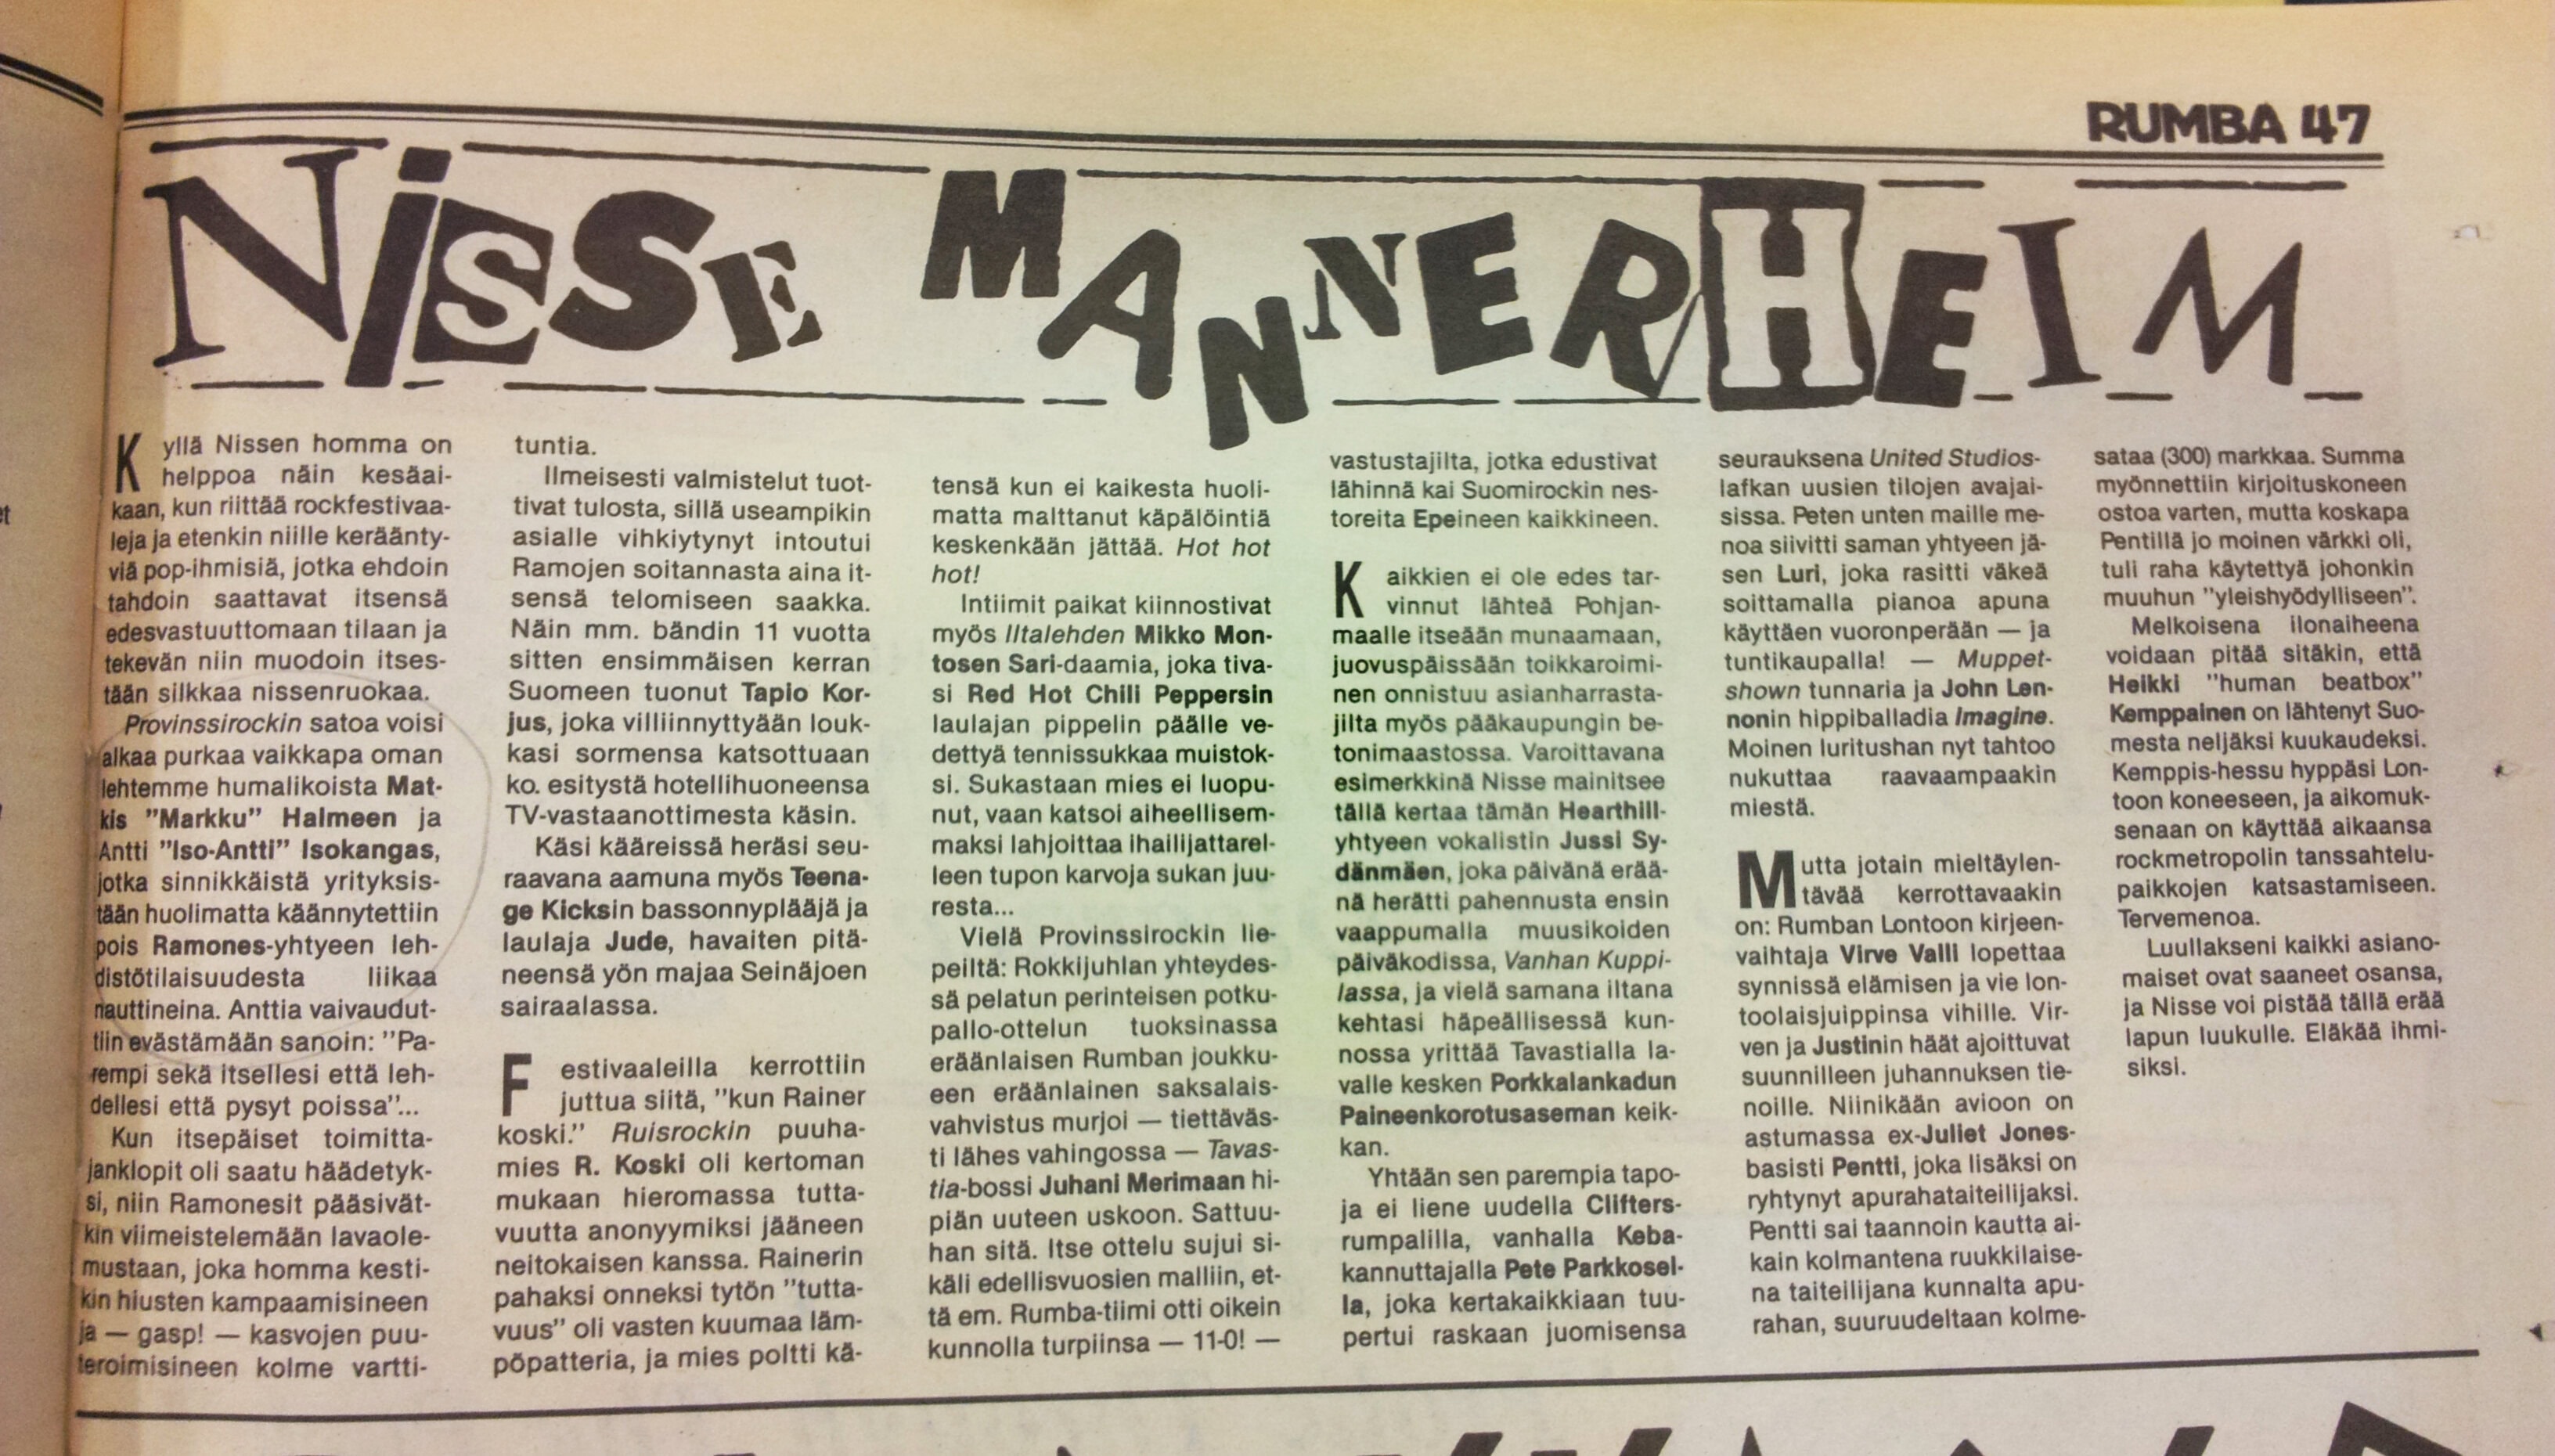 RUMBA 47
NISSE MANNERHEIM
Kyllä Nissen homma on
helppoa näin kesäai-
kaan, kun riittää rockfestivaa-
leja ja etenkin niille keräänty-
viä pop-ihmisiä, jotka ehdoin
tahdoin saattavat itsensä
edesvastuuttomaan tilaan ja
tekevän niin muodoin itses-
tään silkkaa nissenruokaa.
Provinssirockin satoa voisi
alkaa purkaa vaikkapa oman
lehtemme humalikoista Mat-
kis "Markku" Halmeen ja
Antti "Iso-Antti" Isokangas,
jotka sinnikkäistä yrityksis-
tään huolimatta käännytettiin
pois Ramones-yhtyeen leh-
distötilaisuudesta liikaa
nauttineina. Anttia vaivaudut-
tiin evästämään sanoin: "Pa-
rempi sekä itsellesi että leh-
dellesi että pysyt poissa"...
Kun itsepäiset toimitta-
janklopit oli saatu häädetyk-
si, niin Ramonesit pääsivät-
kin viimeistelemään lavaole-
mustaan, joka homma kesti-
kin hiusten kampaamisineen
ja — gasp! — kasvojen puu-
teroimisineen kolme vartti-
tuntia.
Ilmeisesti valmistelut tuot-
tivat tulosta, sillä useampikin
asialle vihkiytynyt intoutui
Ramojen soitannasta aina it-
sensä telomiseen saakka.
Näin mm. bändin 11 vuotta
sitten ensimmäisen kerran
Suomeen tuonut Tapio Kor-
jus, joka villiinnyttyään louk-
kasi sormensa katsottuaan
ko. esitystä hotellihuoneensa
TV-vastaanottimesta käsin.
Käsi kääreissä heräsi seu-
raavana aamuna myös Teena-
ge Kicksin bassonnyplääjä ja
laulaja Jude, havaiten pitä-
neensä yön majaa Seinäjoen
sairaalassa.
Festivaaleilla kerrottiin
juttua siitä, "kun Rainer
koski." Ruisrockin puuha-
mies R. Koski oli kertoman
mukaan hieromassa tutta-
vuutta anonyymiksi jääneen
neitokaisen kanssa. Rainerin
pahaksi onneksi tytön "tutta-
vuus" oli vasten kuumaa läm-
pöpatteria, ja mies poltti kä-
tensä kun ei kaikesta huoli-
matta malttanut käpälöintiä
keskenkään jättää. Hot hot
hot!
Intiimit paikat kiinnostivat
myös Iltalehden Mikko Mon-
tosen Sari-daamia, joka tiva-
si Red Hot Chili Peppersin
laulajan pippelin päälle ve-
dettyä tennissukkaa muistok-
si. Sukastaan mies ei luopu-
nut, vaan katsoi aiheellisem-
maksi lahjoittaa ihailijattarel-
leen tupon karvoja sukan juu-
resta...
Vielä Provinssirockin lie-
peiltä: Rokkijuhlan yhteydes-
sä pelatun perinteisen potku-
pallo-ottelun tuoksinassa
eräänlaisen Rumban joukku-
een eräänlainen saksalais-
vahvistus murjoi — tiettäväs-
ti lähes vahingossa — Tavas-
tia-bossi Juhani Merimaan hi-
piän uuteen uskoon. Sattuu-
han sitä. Itse ottelu sujui si-
käli edellisvuosien malliin, et-
tä em. Rumba-tiimi otti oikein
kunnolla turpiinsa — 11-0! —
vastustajilta, jotka edustivat
lähinnä kai Suomirockin nes-
toreita Epeineen kaikkineen.
Kaikkien ei ole edes tar-
vinnut lähteä Pohjan-
maalle itseään munaamaan,
juovuspäissään toikkaroimi-
nen onnistuu asianharrasta-
jilta myös pääkaupungin be-
tonimaastossa. Varoittavana
esimerkkinä Nisse mainitsee
tällä kertaa tämän Hearthill-
yhtyeen vokalistin Jussi Sy-
dänmäen, joka päivänä erää-
nä herätti pahennusta ensin
vaappumalla muusikoiden
päiväkodissa, Vanhan Kuppi-
lassa, ja vielä samana iltana
kehtasi häpeällisessä kun-
nossa yrittää Tavastialla la-
valle kesken Porkkalankadun
Paineenkorotusaseman keik-
kan.
Yhtään sen parempia tapo-
ja ei liene uudella Clifters-
rumpalilla, vanhalla Keba-
kannuttajalla Pete Parkkosel-
la, joka kertakaikkiaan tuu-
pertui raskaan juomisensa
seurauksena United Studios-
lafkan uusien tilojen avajai-
sissa. Peten unten maille me-
noa siivitti saman yhtyeen jä-
sen Luri, joka rasitti väkeä
soittamalla pianoa apuna
käyttäen vuoronperään — ja
tuntikaupalla! — Muppet-
shown tunnaria ja John Len-
nonin hippiballadia Imagine.
Moinen luritushan nyt tahtoo
nukuttaa raavaampaakin
miestä.
Mutta jotain mieltäylen-
tävää kerrottavaakin
on: Rumban Lontoon kirjeen-
vaihtaja Virve Valli lopettaa
synnissä elämisen ja vie lon-
toolaisjuippinsa vihille. Vir-
ven ja Justinin häät ajoittuvat
suunnilleen juhannuksen tie-
noille. Niinikään avioon on
astumassa ex-Juliet Jones-
basisti Pentti, joka lisäksi on
ryhtynyt apurahataiteilijaksi.
Pentti sai taannoin kautta ai-
kain kolmantena ruukkilaise-
na taiteilijana kunnalta apu-
rahan, suuruudeltaan kolme-
sataa (300) markkaa. Summa
myönnettiin kirjoituskoneen
ostoa varten, mutta koskapa
Pentillä jo moinen värkki oli,
tuli raha käytettyä johonkin
muuhun "yleishyödylliseen".
Melkoisena ilonaiheena
voidaan pitää sitäkin, että
Heikki "human beatbox"
Kemppainen on lähtenyt Suo-
mesta neljäksi kuukaudeksi.
Kemppis-hessu hyppäsi Lon-
toon koneeseen, ja aikomuk-
senaan on käyttää aikaansa
rockmetropolin tanssahtelu-
paikkojen katsastamiseen.
Tervemenoa.
Luullakseni kaikki asiano-
maiset ovat saaneet osansa,
ja Nisse voi pistää tällä erää
lapun luukulle. Eläkää ihmi-
siksi.